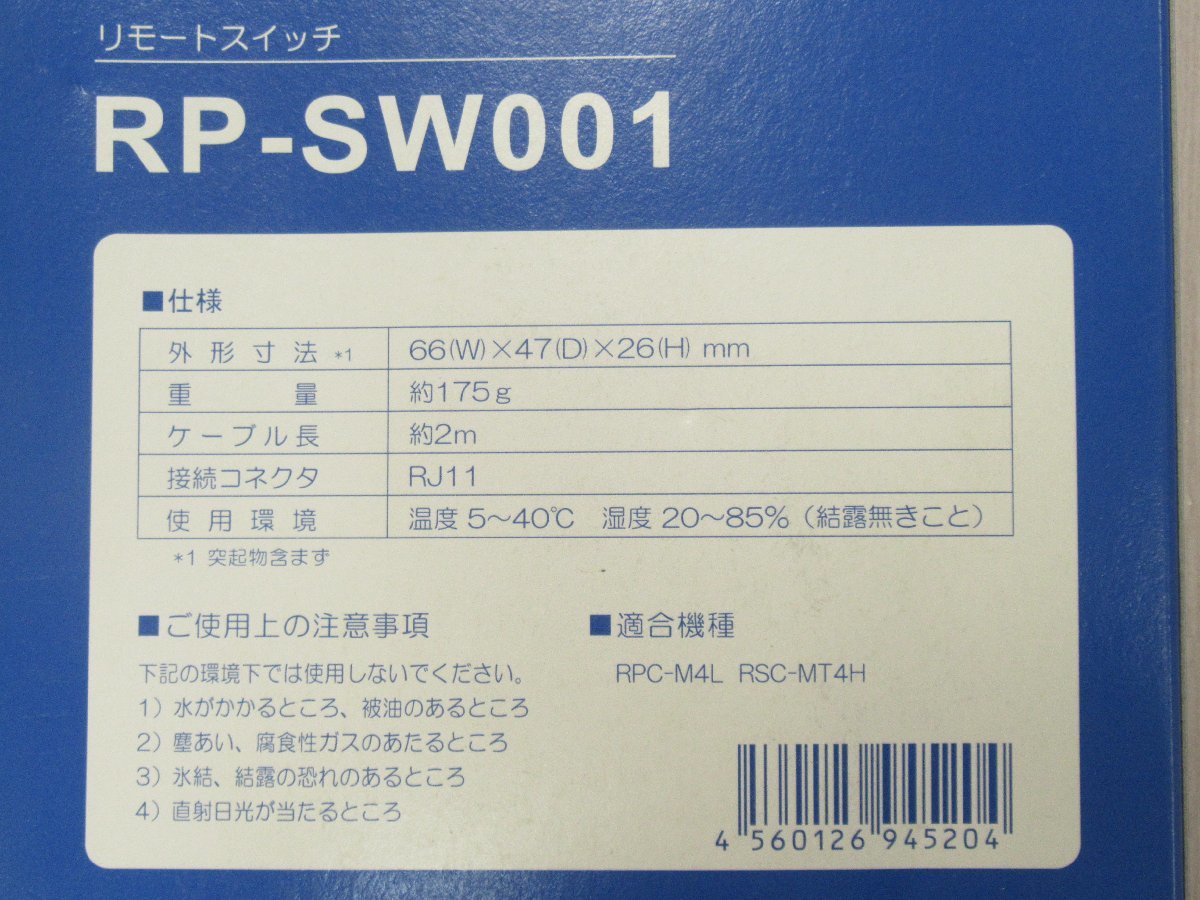 リモートスイッチ
RP-SW001
■仕様
外形寸法 *1 66(W)×47(D)×26(H) mm
重量 約175g
ケーブル長 約2m
接続コネクタ RJ11
使用環境 温度 5～40℃ 湿度 20～85%（結露無きこと）
*1 突起物含まず
■ご使用上の注意事項
下記の環境下では使用しないでください。
1）水がかかるところ、被油のあるところ
2）塵あい、腐食性ガスのあたるところ
3）氷結、結露の恐れのあるところ
4）直射日光が当たるところ
■適合機種
RPC-M4L RSC-MT4H
4 560126 945204